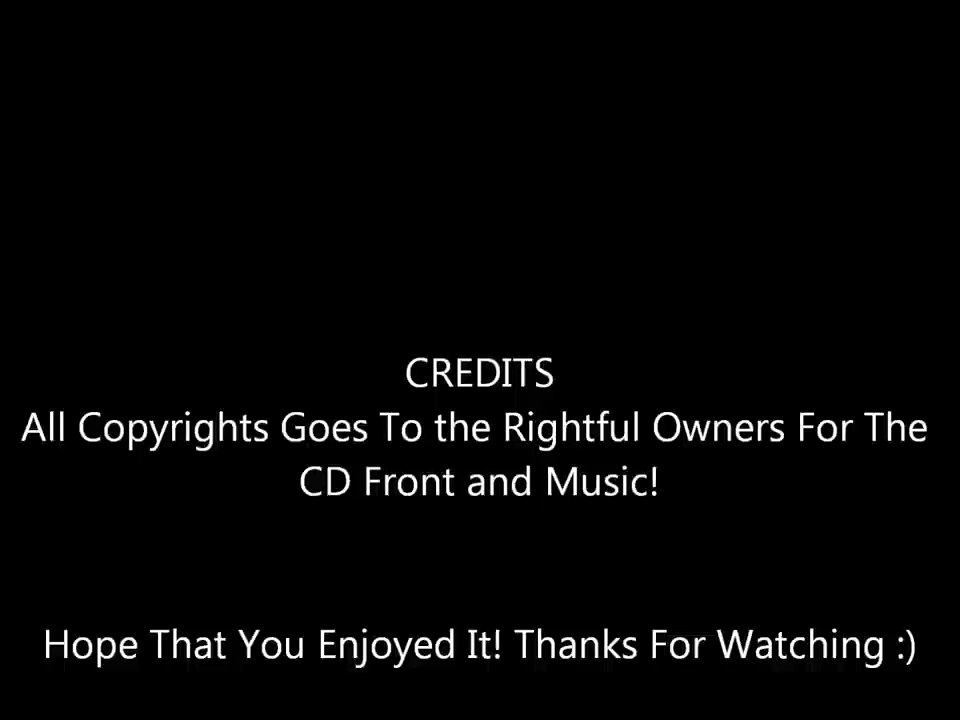 CREDITS
All Copyrights Goes To the Rightful Owners For The
CD Front and Music!
Hope That You Enjoyed It! Thanks For Watching :)